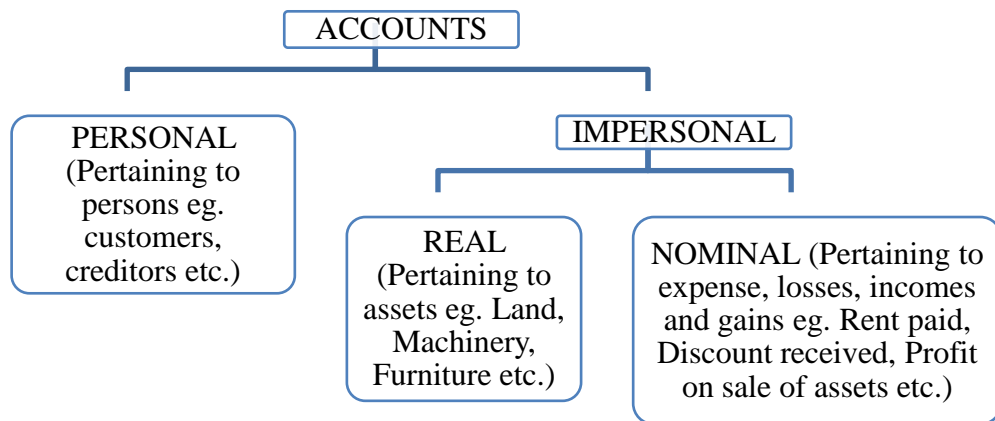 ACCOUNTS
PERSONAL
(Pertaining to
persons eg.
customers,
creditors etc.)
IMPERSONAL
REAL
(Pertaining to
assets eg. Land,
Machinery,
Furniture etc.)
NOMINAL (Pertaining to
expense, losses, incomes
and gains eg. Rent paid,
Discount received, Profit
on sale of assets etc.)